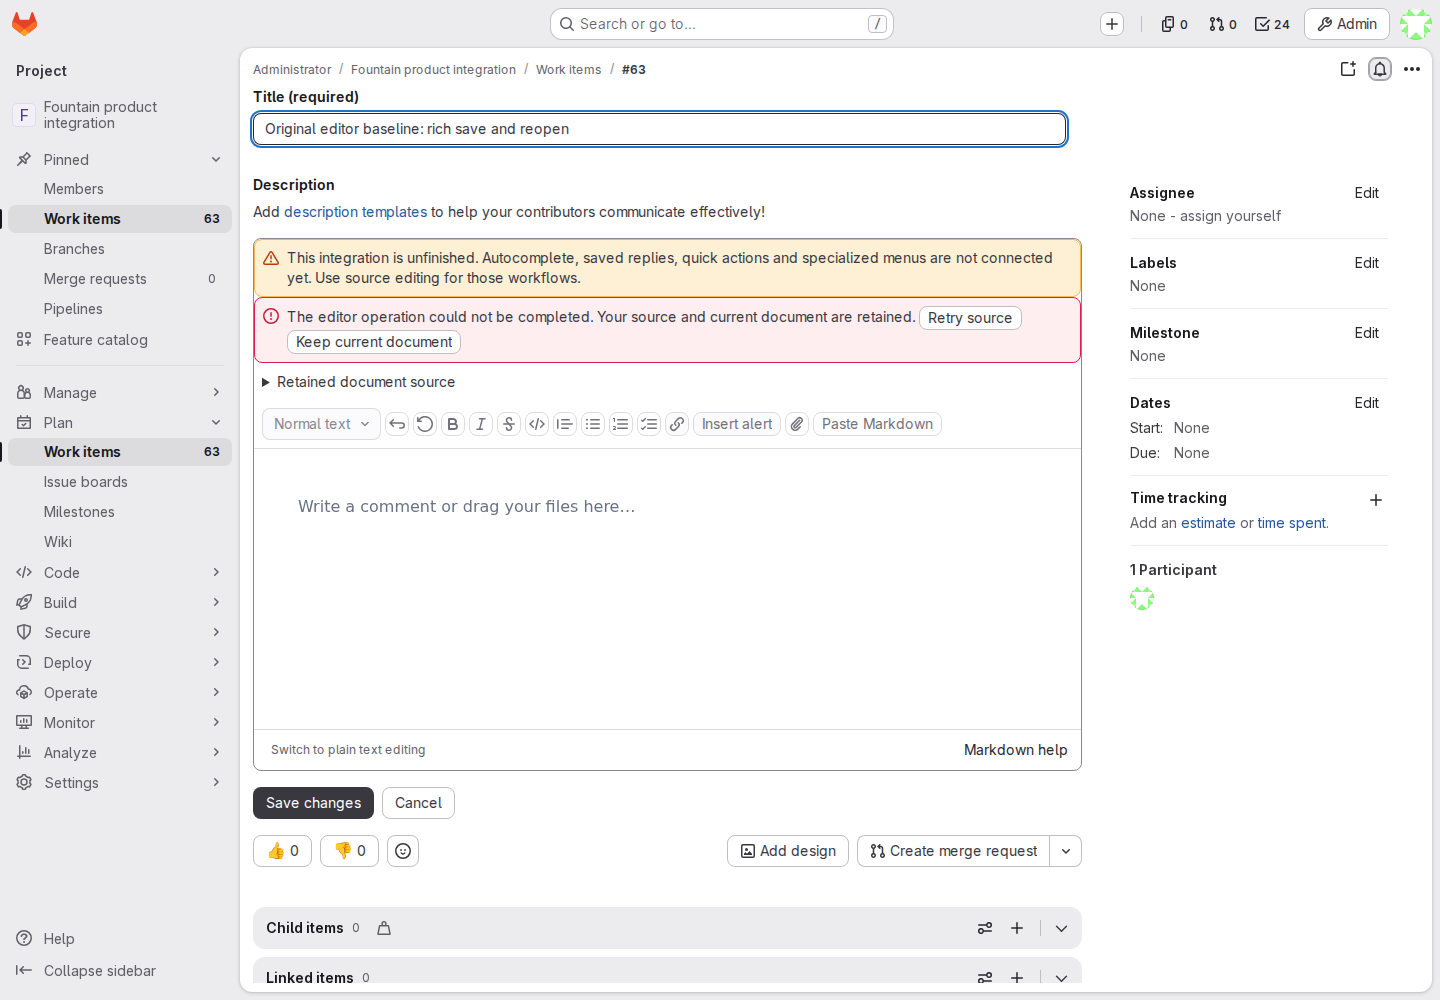 Search or go to...
/
0
0
24
Admin
Project
F
Fountain product
integration
Pinned
Members
Work items 63
Branches
Merge requests 0
Pipelines
Feature catalog
Manage
Plan
Work items 63
Issue boards
Milestones
Wiki
Code
Build
Secure
Deploy
Operate
Monitor
Analyze
Settings
Help
Collapse sidebar
Administrator / Fountain product integration / Work items / #63
Title (required)
Original editor baseline: rich save and reopen
Description
Add description templates to help your contributors communicate effectively!
This integration is unfinished. Autocomplete, saved replies, quick actions and specialized menus are not connected
yet. Use source editing for those workflows.
The editor operation could not be completed. Your source and current document are retained. Retry source
Keep current document
Retained document source
Normal text
Insert alert
Paste Markdown
Write a comment or drag your files here...
Switch to plain text editing
Markdown help
Save changes
Cancel
👍 0
👎 0
Add design
Create merge request
Child items 0
Linked items 0
Assignee Edit
None - assign yourself
Labels Edit
None
Milestone Edit
None
Dates Edit
Start: None
Due: None
Time tracking
Add an estimate or time spent.
1 Participant